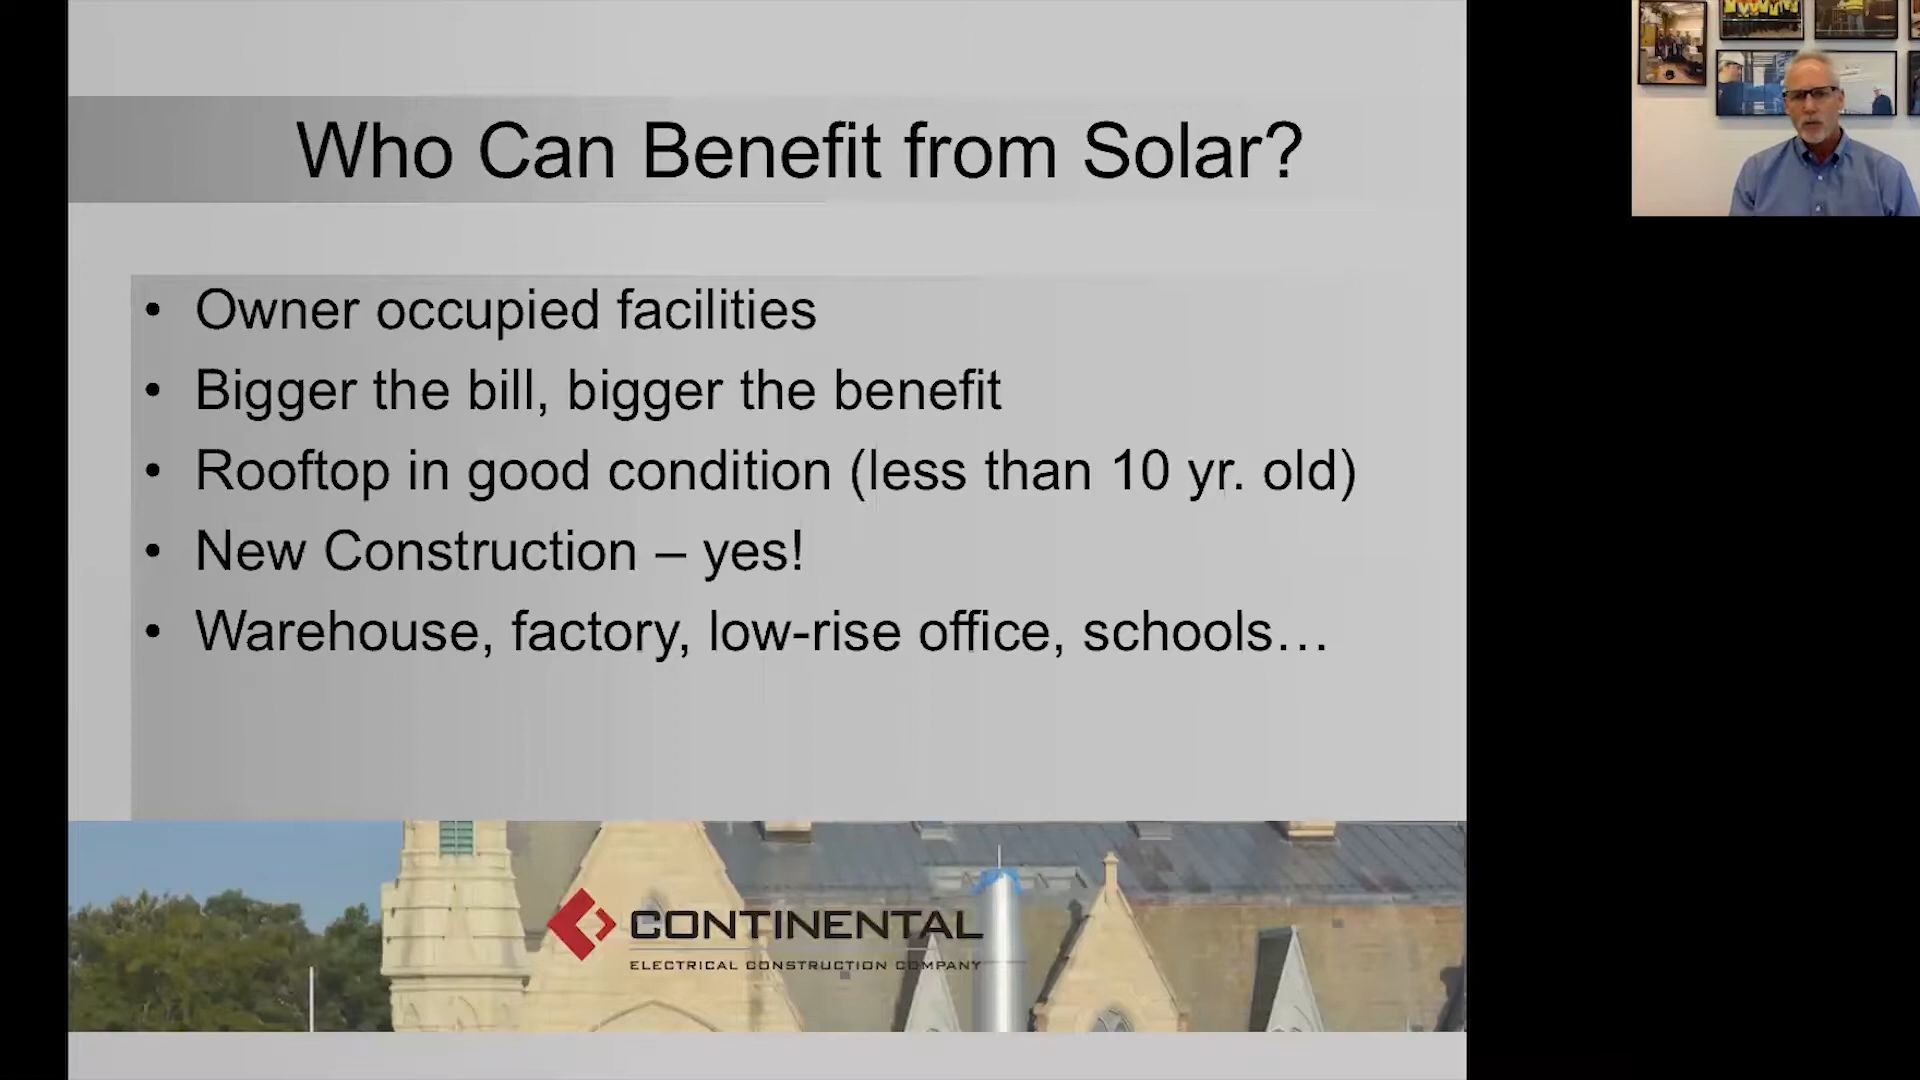 Who Can Benefit from Solar?
• Owner occupied facilities
• Bigger the bill, bigger the benefit
• Rooftop in good condition (less than 10 yr. old)
• New Construction – yes!
• Warehouse, factory, low-rise office, schools…
CONTINENTAL
ELECTRICAL CONSTRUCTION COMPANY